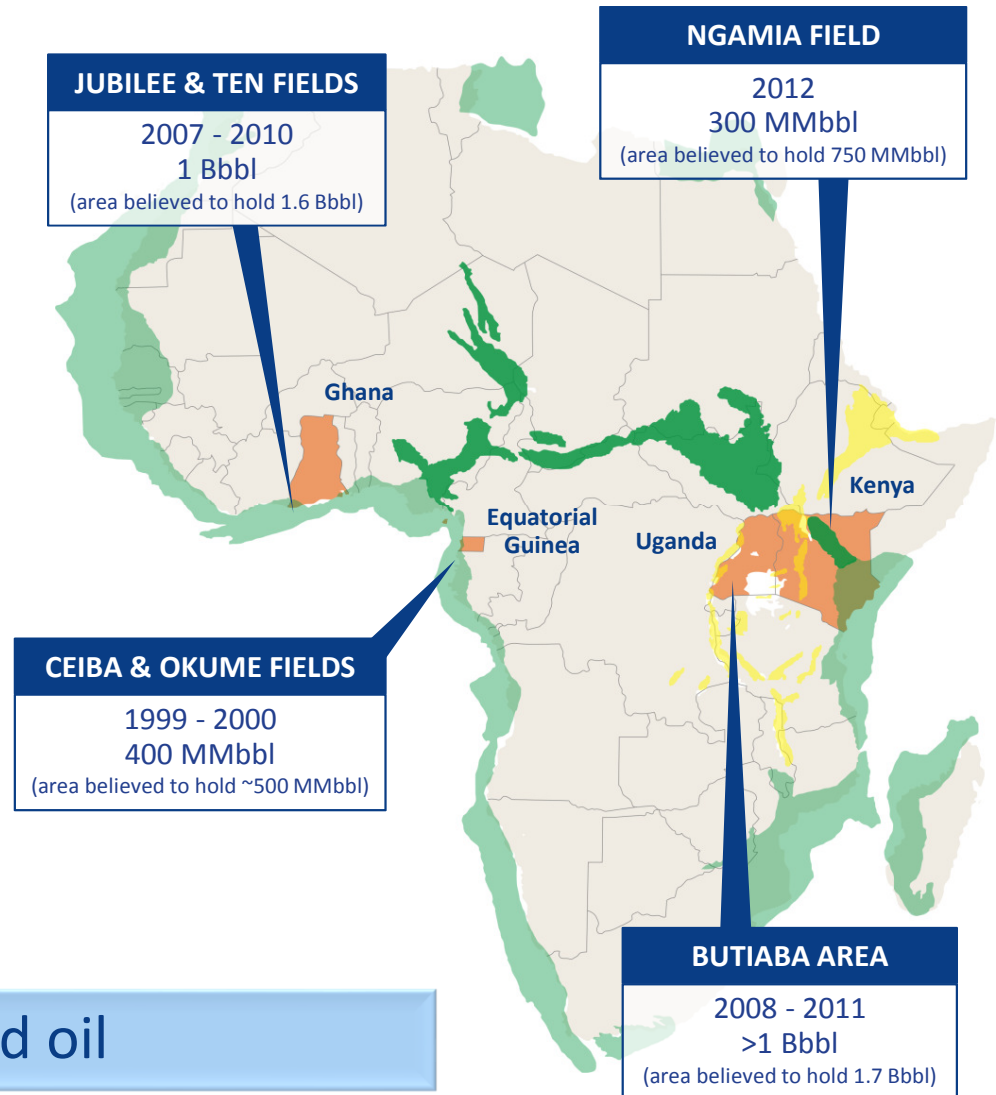 NGAMIA FIELD
2012
300 MMbbl
(area believed to hold 750 MMbbl)
JUBILEE & TEN FIELDS
2007 - 2010
1 Bbbl
(area believed to hold 1.6 Bbbl)
Ghana
Kenya
Equatorial
Guinea
Uganda
CEIBA & OKUME FIELDS
1999 - 2000
400 MMbbl
(area believed to hold ~500 MMbbl)
BUTIABA AREA
2008 - 2011
>1 Bbbl
(area believed to hold 1.7 Bbbl)
d oil